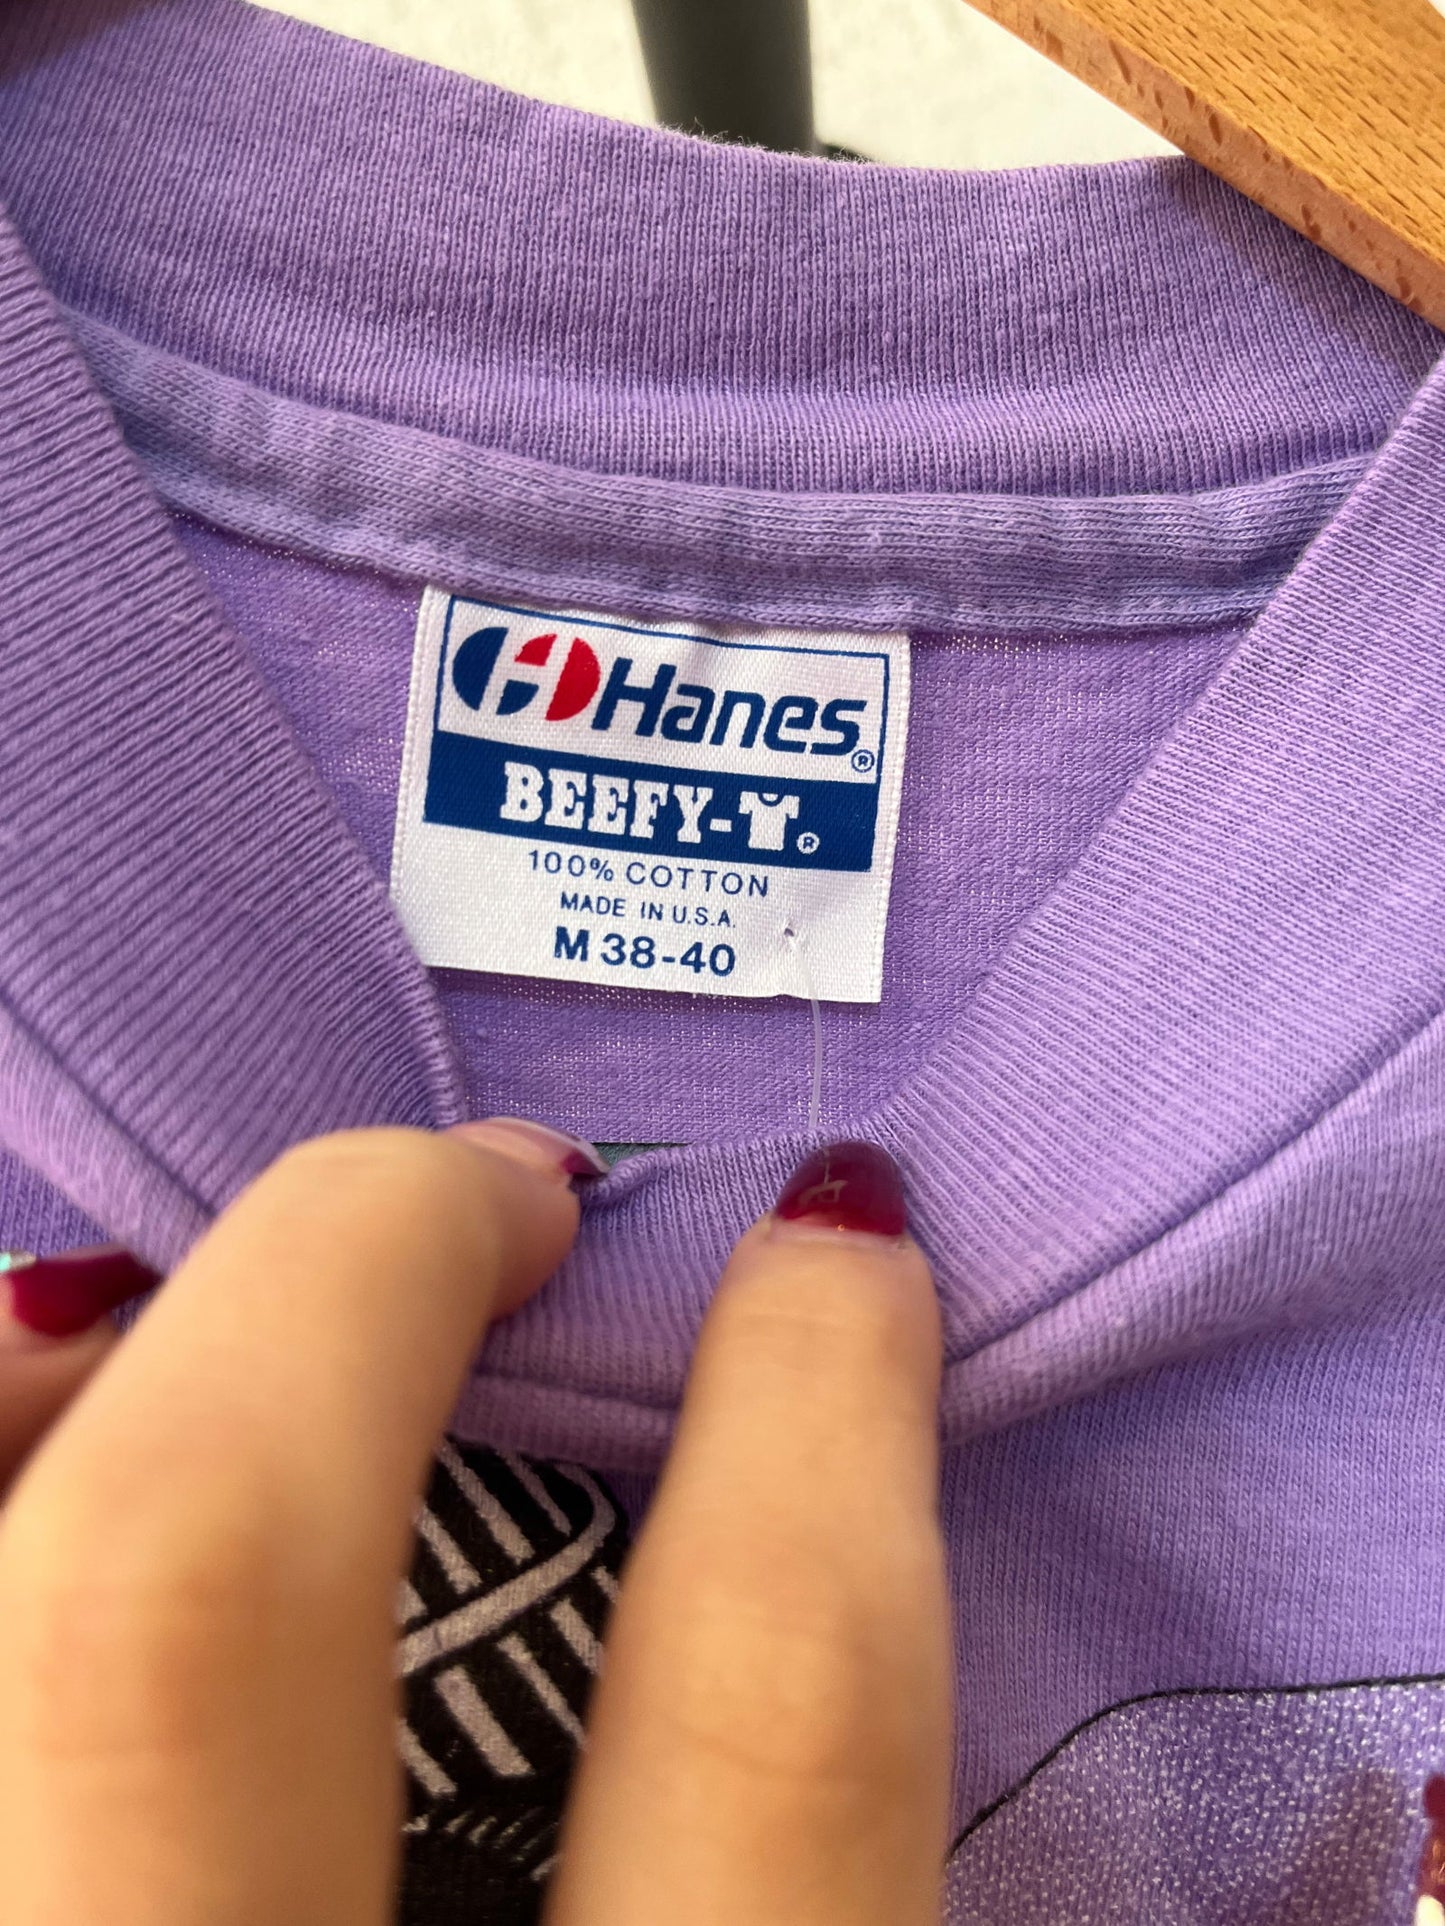 Hanes®
BEEFY-T®
100% COTTON
MADE IN U.S.A.
M 38-40